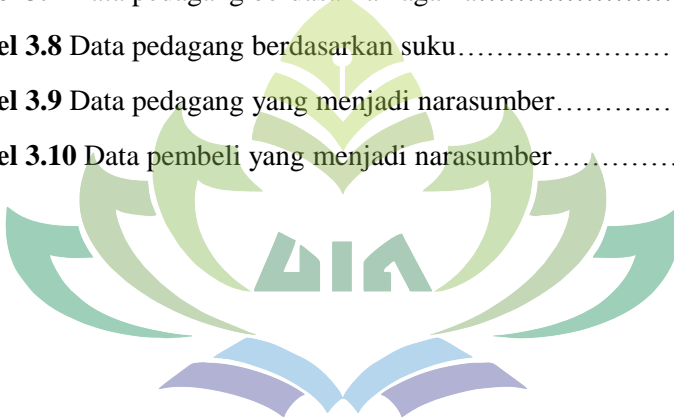 el 3.8 Data pedagang berdasarkan suku…………………
el 3.9 Data pedagang yang menjadi narasumber…………
el 3.10 Data pembeli yang menjadi narasumber…………
UIN